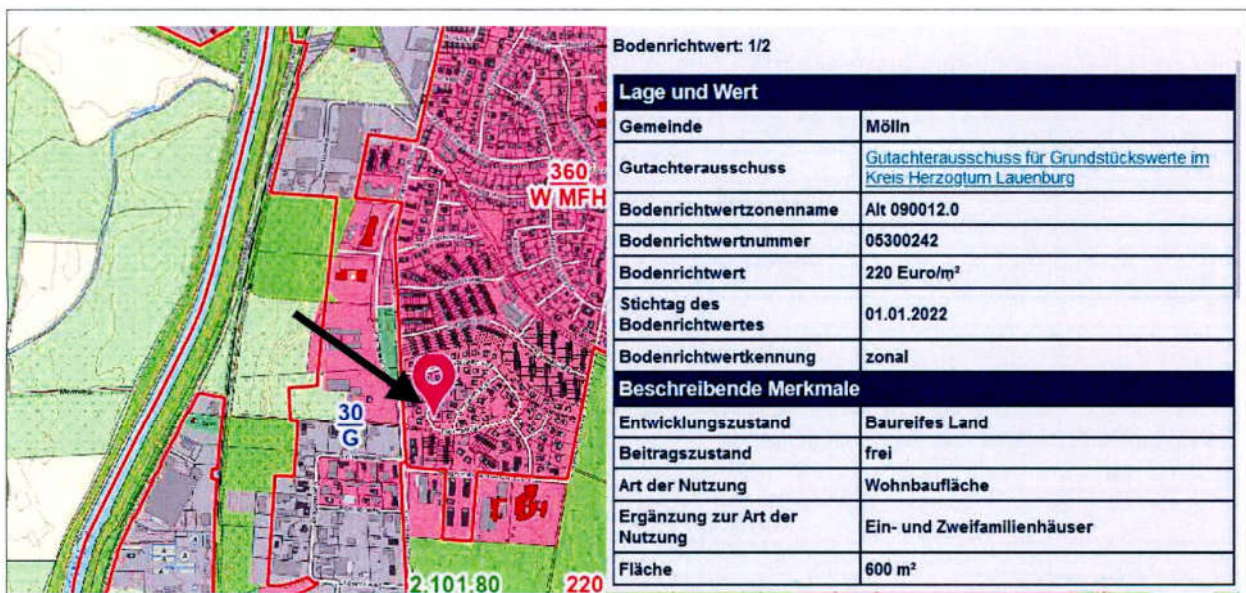 Bodenrichtwert: 1/2
Lage und Wert
Gemeinde Mölln
Gutachterausschuss Gutachterausschuss für Grundstückswerte im
Kreis Herzogtum Lauenburg
Bodenrichtwertzonenname Alt 090012.0
Bodenrichtwertnummer 05300242
Bodenrichtwert 220 Euro/m²
Stichtag des
Bodenrichtwertes 01.01.2022
Bodenrichtwertkennung zonal
Beschreibende Merkmale
Entwicklungszustand Baureifes Land
Beitragszustand frei
Art der Nutzung Wohnbaufläche
Ergänzung zur Art der
Nutzung Ein- und Zweifamilienhäuser
Fläche 600 m²
360
W MFH
30
G
2.101.80 220